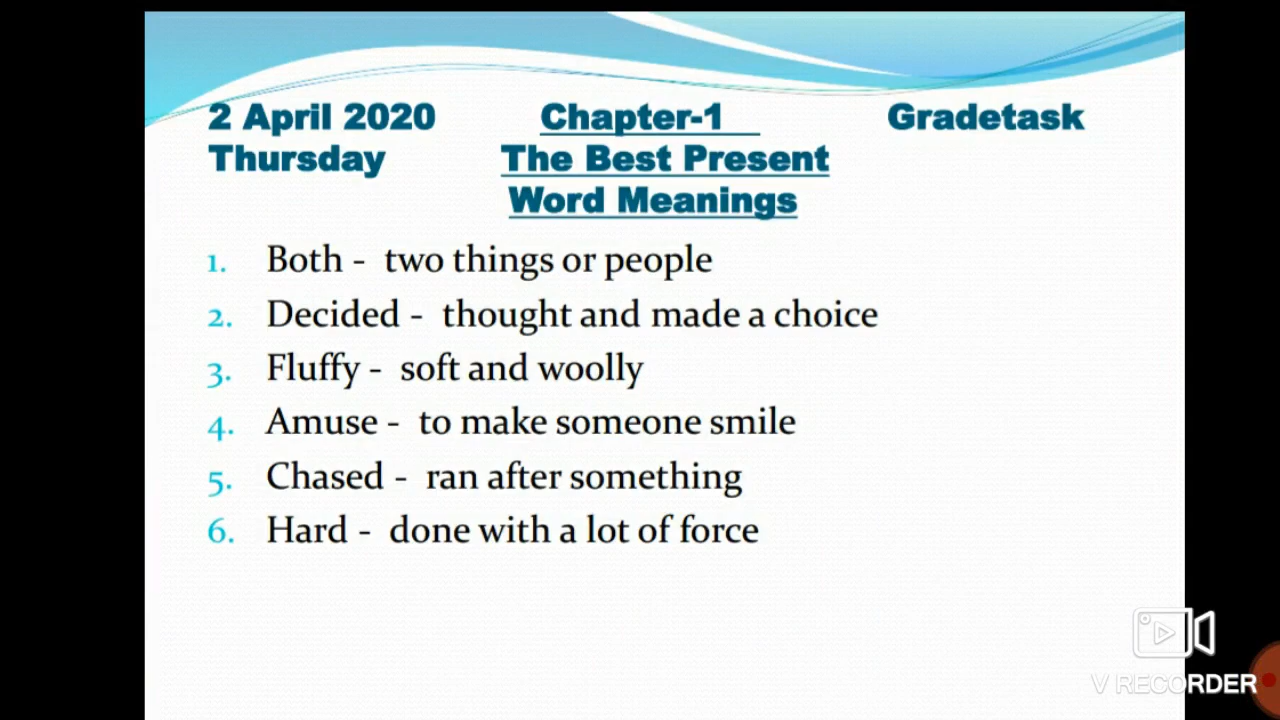 2 April 2020 Chapter-1 Gradetask
Thursday The Best Present
Word Meanings
1. Both - two things or people
2. Decided - thought and made a choice
3. Fluffy - soft and woolly
4. Amuse - to make someone smile
5. Chased - ran after something
6. Hard - done with a lot of force
V RECORDER